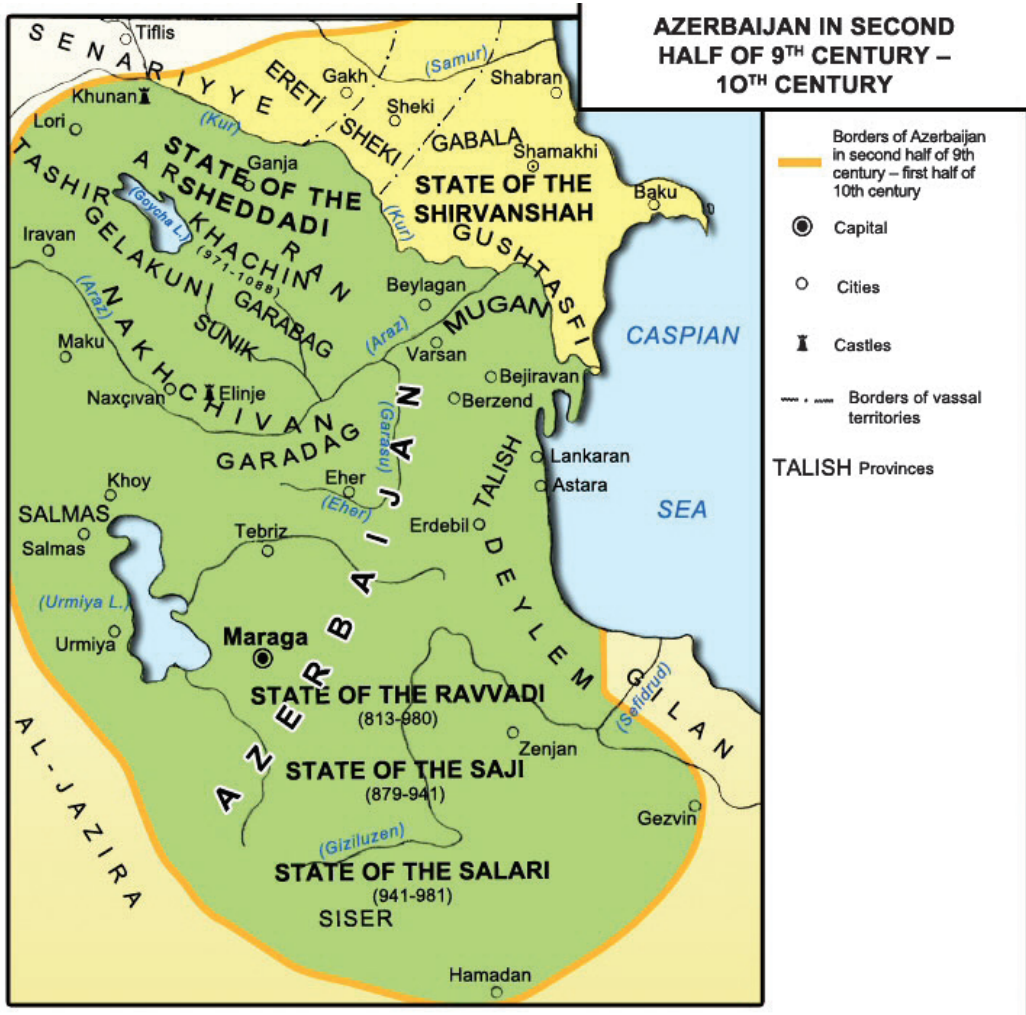 AZERBAIJAN IN SECOND
HALF OF 9TH CENTURY –
1OTH CENTURY
Borders of Azerbaijan
in second half of 9th
century – first half of
10th century
Capital
Cities
Castles
Borders of vassal
territories
TALISH Provinces
SENARIYYE
Tiflis
(Samur)
ERETI
Gakh
Shabran
Khunan
Sheki
Lori
(Kur)
SHEKI
GABALA
Shamakhi
STATE OF THE
SHEDDADI
(971-1088)
Ganja
ARRAN
TASHIR
(Goycha L.)
STATE OF THE
SHIRVANSHAH
Baku
(Kur)
GUSHTASFI
Iravan
GELAKUNI
KHACHIN
(Araz)
GARABAG
Beylagan
MUGAN
SUNIK
(Araz)
CASPIAN
SEA
Maku
NAKHCHIVAN
Varsan
Naxçıvan
Elinje
Bejiravan
Berzend
GARADAG
(Garasu)
AZERBAIJAN
TALISH
Lankaran
Astara
Khoy
Eher
(Eher)
SALMAS
Salmas
Tebriz
Erdebil
DEYLEM
(Urmiya L.)
Urmiya
Maraga
STATE OF THE RAVVADI
(813-980)
(Sefidrud)
GILAN
AL-JAZIRA
Zenjan
STATE OF THE SAJI
(879-941)
Gezvin
(Giziluzen)
STATE OF THE SALARI
(941-981)
SISER
Hamadan